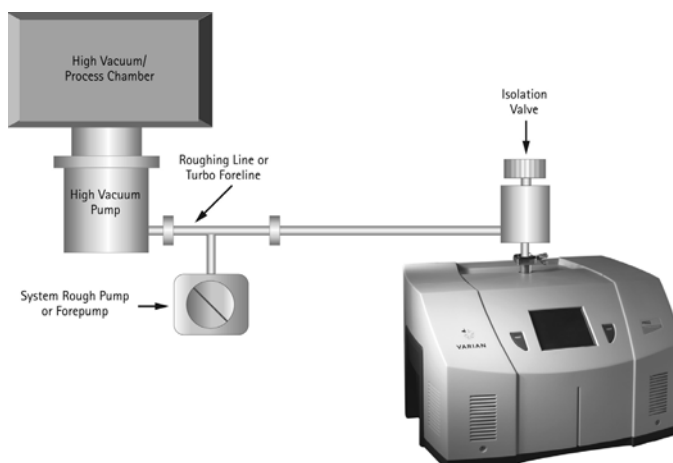 High Vacuum/
Process Chamber
Isolation
Valve
Roughing Line or
Turbo Foreline
High Vacuum
Pump
System Rough Pump
or Forepump
VARIAN